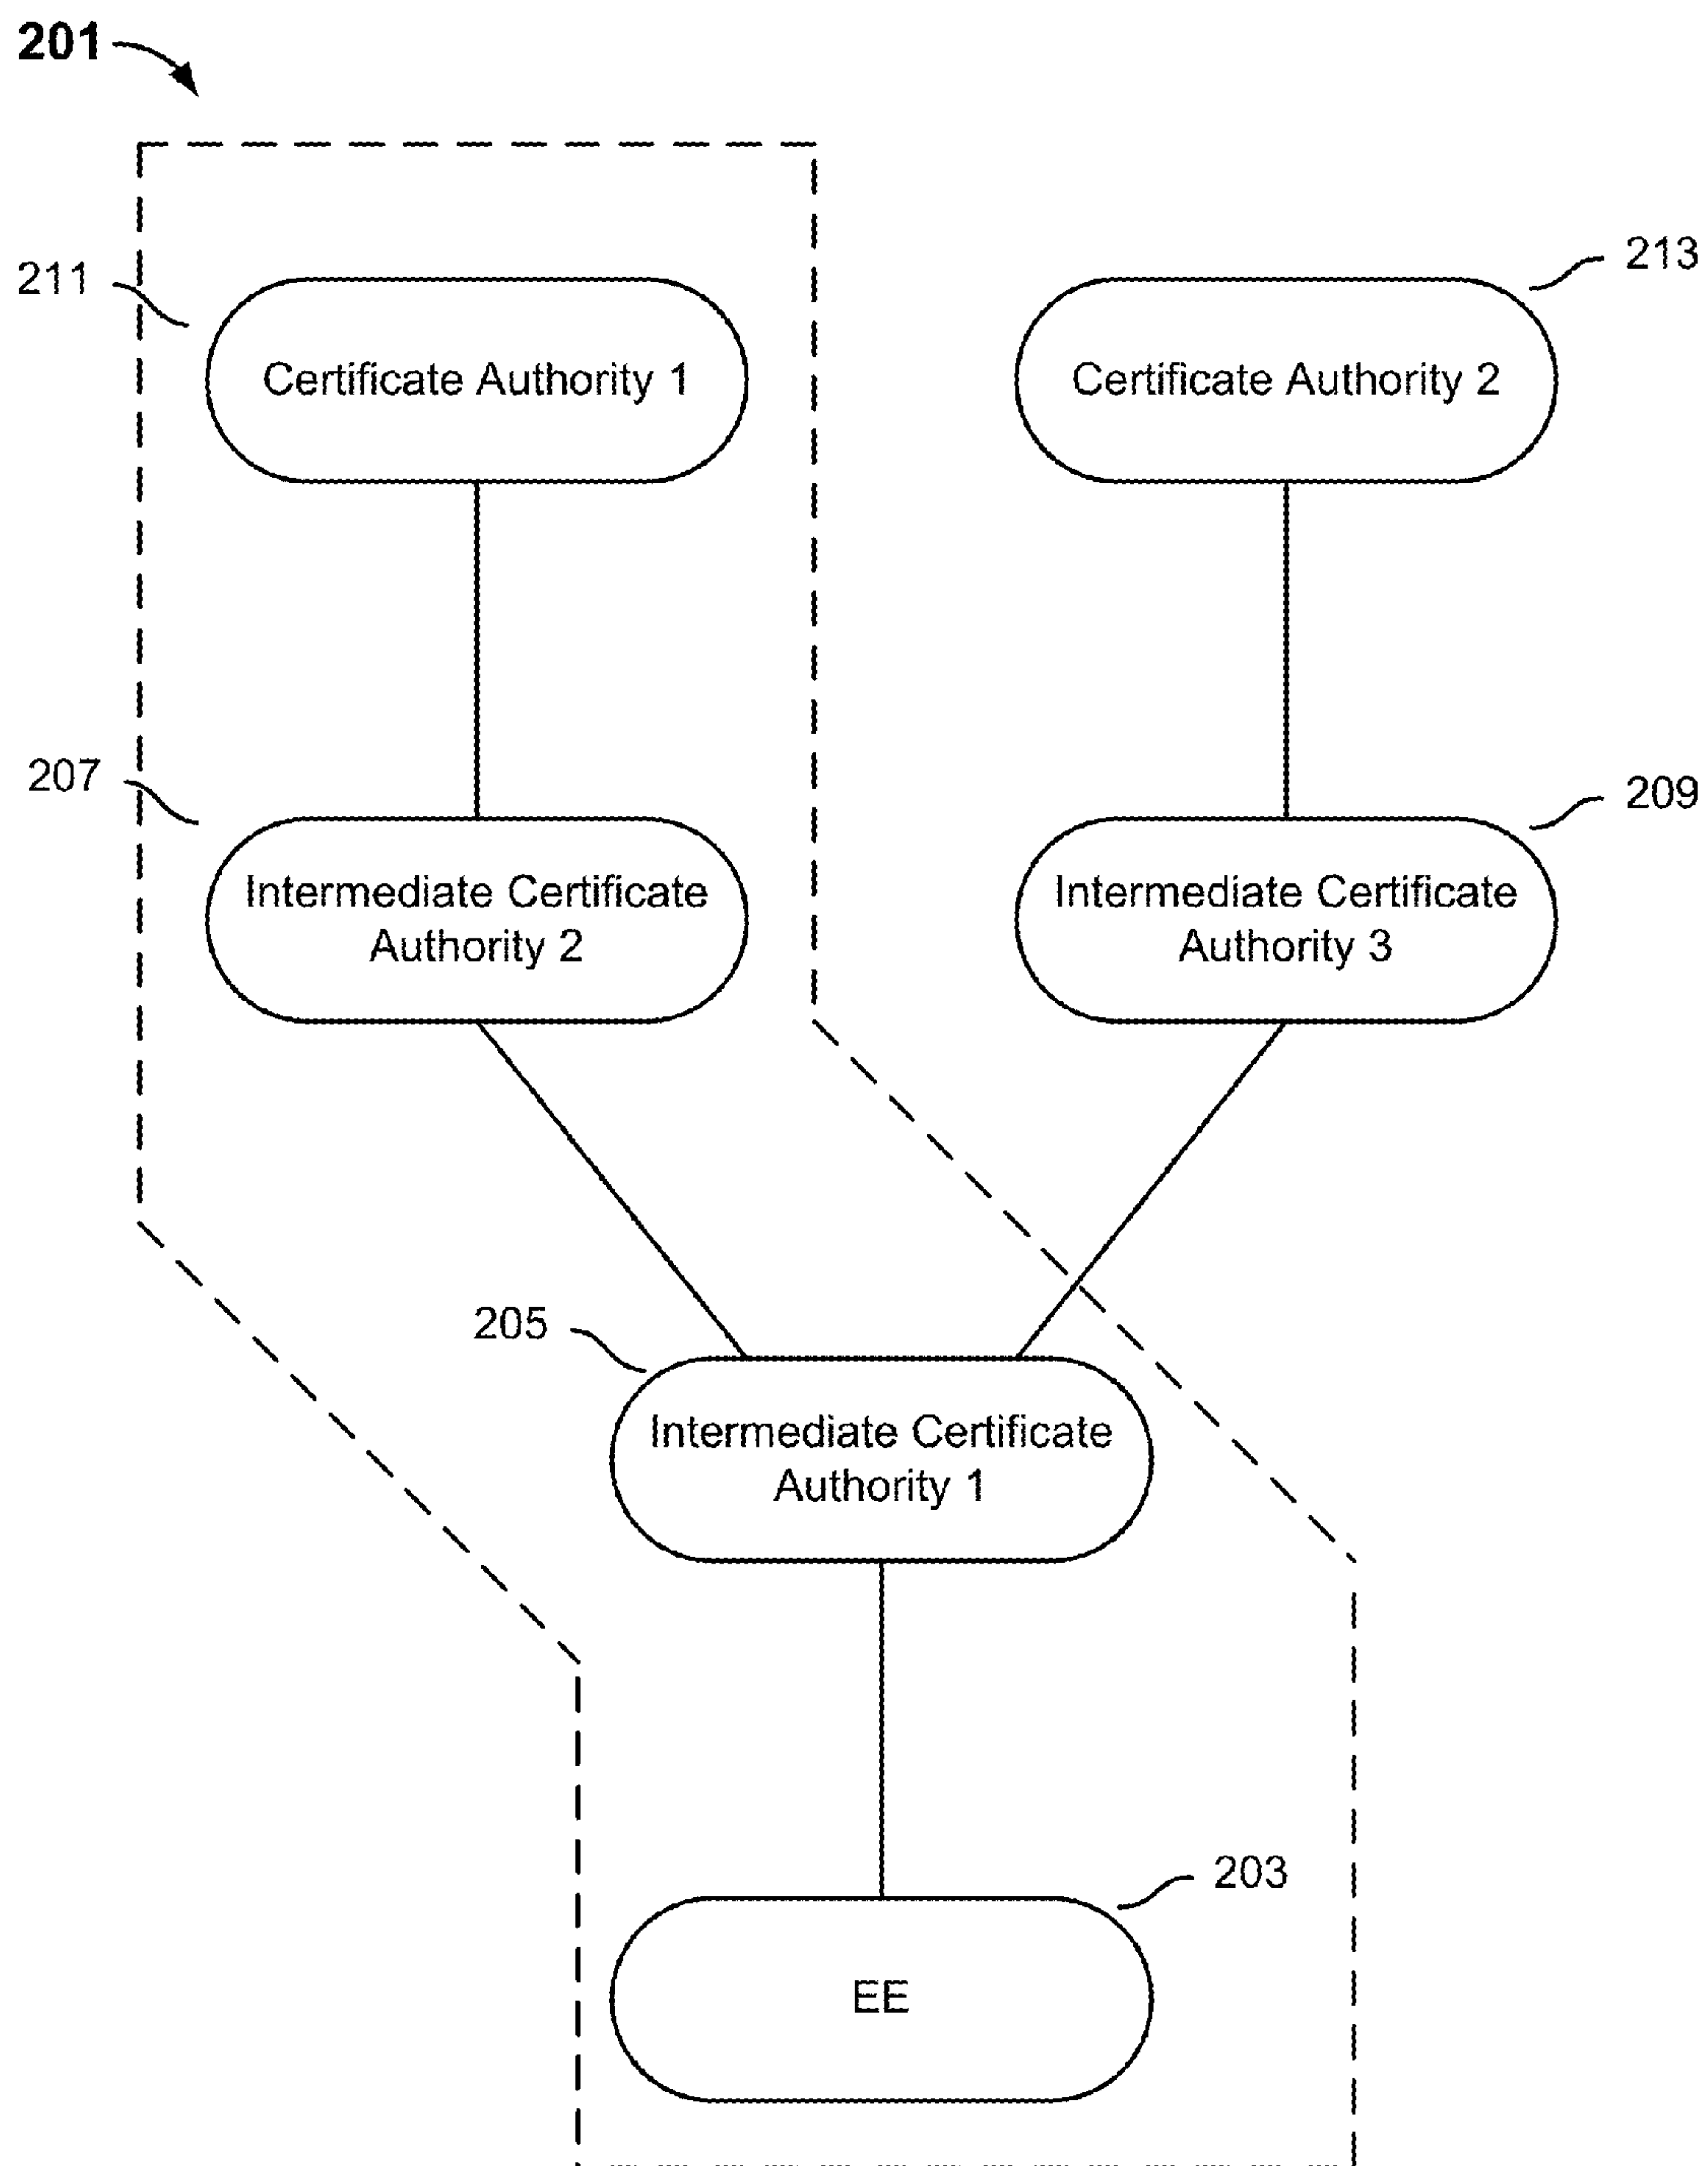 201
211
Certificate Authority 1
213
Certificate Authority 2
207
Intermediate Certificate
Authority 2
209
Intermediate Certificate
Authority 3
205
Intermediate Certificate
Authority 1
203
EE